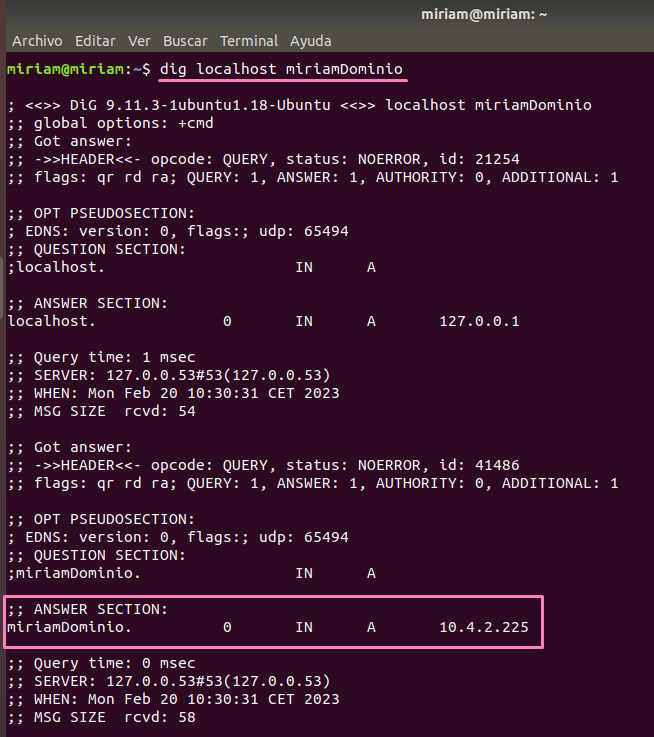 miriam@miriam: ~
Archivo Editar Ver Buscar Terminal Ayuda
miriam@miriam:~$ dig localhost miriamDominio
; <<>> DiG 9.11.3-1ubuntu1.18-Ubuntu <<>> localhost miriamDominio
;; global options: +cmd
;; Got answer:
;; ->>HEADER<<- opcode: QUERY, status: NOERROR, id: 21254
;; flags: qr rd ra; QUERY: 1, ANSWER: 1, AUTHORITY: 0, ADDITIONAL: 1
;; OPT PSEUDOSECTION:
; EDNS: version: 0, flags:; udp: 65494
;; QUESTION SECTION:
;localhost. IN A
;; ANSWER SECTION:
localhost. 0 IN A 127.0.0.1
;; Query time: 1 msec
;; SERVER: 127.0.0.53#53(127.0.0.53)
;; WHEN: Mon Feb 20 10:30:31 CET 2023
;; MSG SIZE rcvd: 54
;; Got answer:
;; ->>HEADER<<- opcode: QUERY, status: NOERROR, id: 41486
;; flags: qr rd ra; QUERY: 1, ANSWER: 1, AUTHORITY: 0, ADDITIONAL: 1
;; OPT PSEUDOSECTION:
; EDNS: version: 0, flags:; udp: 65494
;; QUESTION SECTION:
;miriamDominio. IN A
;; ANSWER SECTION:
miriamDominio. 0 IN A 10.4.2.225
;; Query time: 0 msec
;; SERVER: 127.0.0.53#53(127.0.0.53)
;; WHEN: Mon Feb 20 10:30:31 CET 2023
;; MSG SIZE rcvd: 58